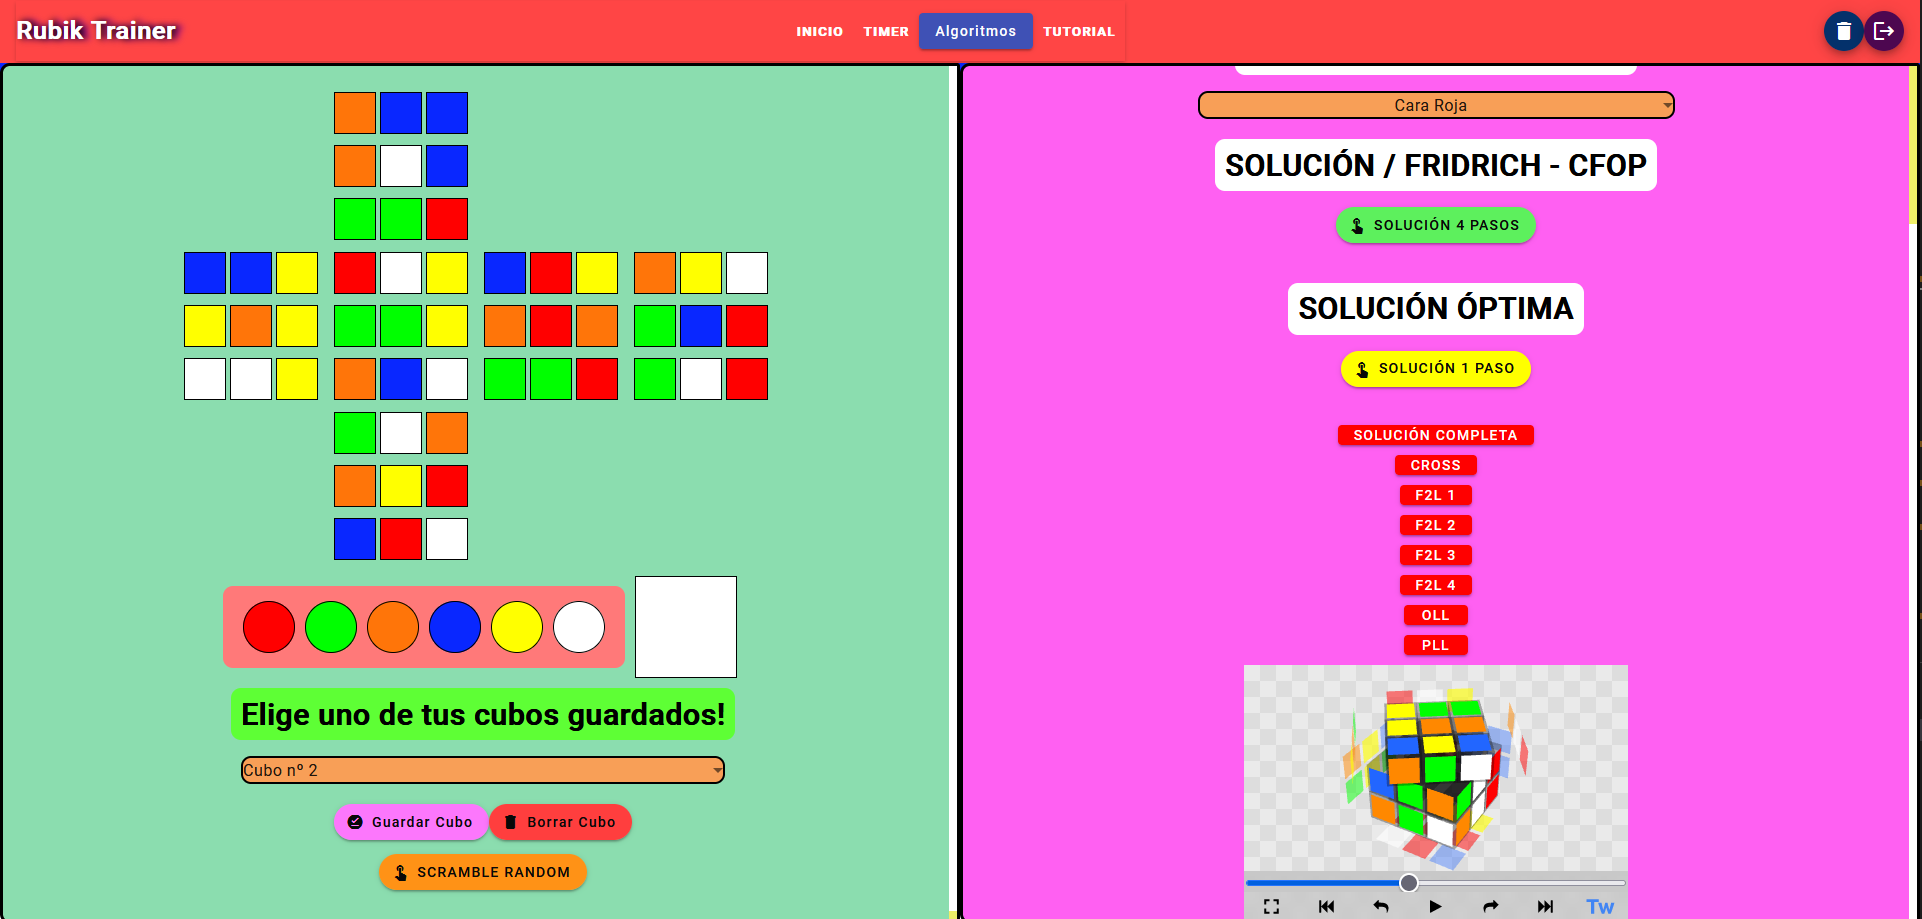 Rubik Trainer
INICIO
TIMER
Algoritmos
TUTORIAL
Elige uno de tus cubos guardados!
Cubo nº 2
Guardar Cubo
Borrar Cubo
SCRAMBLE RANDOM
Cara Roja
SOLUCIÓN / FRIDRICH - CFOP
SOLUCIÓN 4 PASOS
SOLUCIÓN ÓPTIMA
SOLUCIÓN 1 PASO
SOLUCIÓN COMPLETA
CROSS
F2L 1
F2L 2
F2L 3
F2L 4
OLL
PLL
Tw